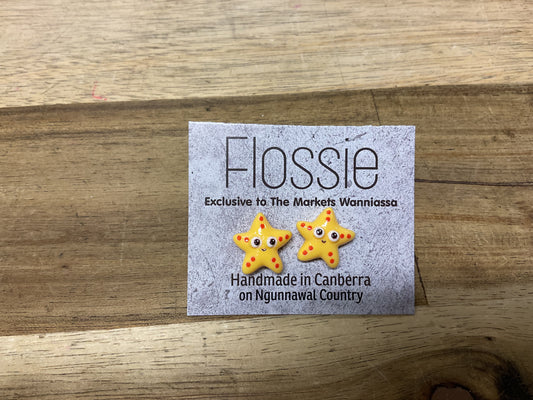 Flossie
Exclusive to The Markets Wanniassa
Handmade in Canberra
on Ngunnawal Country